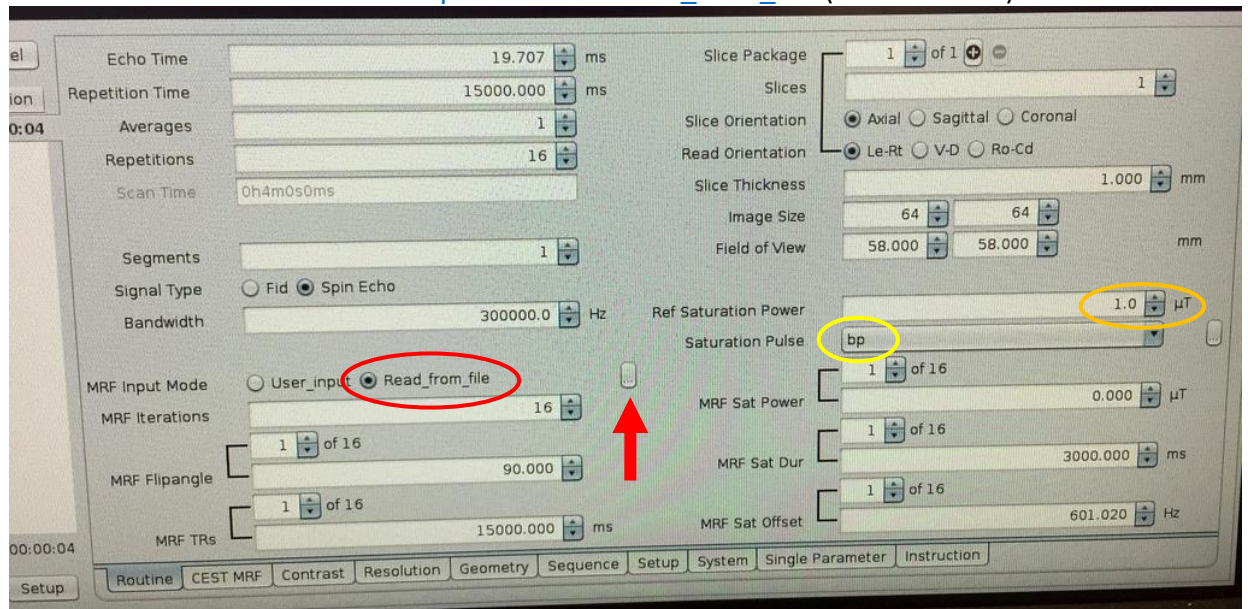 el
ion
0:04
00:00:04
Setup
Echo Time 19.707 ms
Repetition Time 15000.000 ms
Averages 1
Repetitions 16
Scan Time 0h4m0s0ms
Segments 1
Signal Type Fid Spin Echo
Bandwidth 300000.0 Hz
MRF Input Mode User_input Read_from_file ...
MRF Iterations 16
1 of 16
MRF Flipangle 90.000
1 of 16
MRF TRs 15000.000 ms
Slice Package 1 of 1
Slices 1
Slice Orientation Axial Sagittal Coronal
Read Orientation Le-Rt V-D Ro-Cd
Slice Thickness 1.000 mm
Image Size 64 64
Field of View 58.000 58.000 mm
Ref Saturation Power 1.0 μT
Saturation Pulse bp ...
1 of 16
MRF Sat Power 0.000 μT
1 of 16
MRF Sat Dur 3000.000 ms
1 of 16
MRF Sat Offset 601.020 Hz
Routine CEST MRF Contrast Resolution Geometry Sequence Setup System Single Parameter Instruction